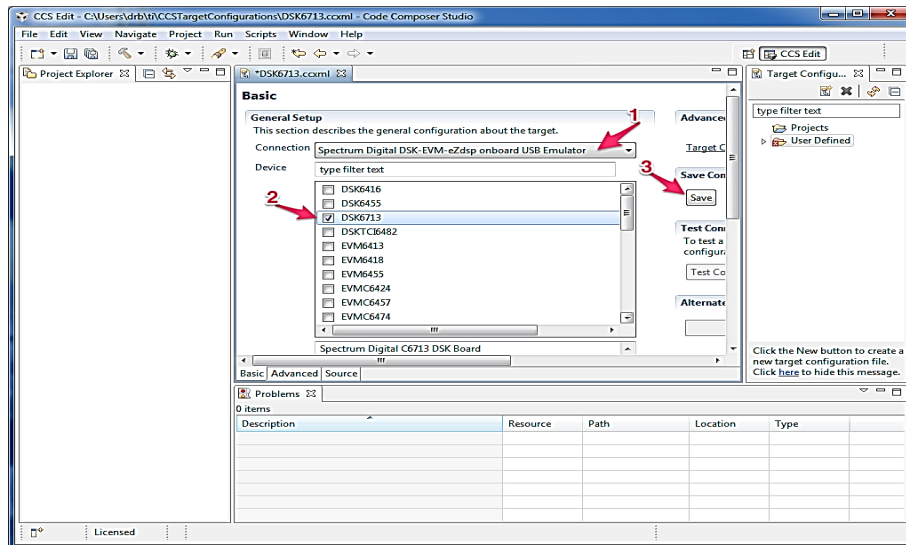 CCS Edit - C:\Users\drb\ti\CCSTargetConfigurations\DSK6713.ccxml - Code Composer Studio
File Edit View Navigate Project Run Scripts Window Help
CCS Edit
Project Explorer
*DSK6713.ccxml
Target Configu...
Basic
General Setup
This section describes the general configuration about the target.
Connection Spectrum Digital DSK-EVM-eZdsp onboard USB Emulator
1
Device type filter text
2
DSK6416
DSK6455
DSK6713
DSKTCI6482
EVM6413
EVM6418
EVM6455
EVMC6424
EVMC6457
EVMC6474
Spectrum Digital C6713 DSK Board
Basic Advanced Source
Advanced
Target C
3
Save Con
Save
Test Conn
To test a
configura
Test Co
Alternate
type filter text
Projects
User Defined
Click the New button to create a
new target configuration file.
Click here to hide this message.
Problems
0 items
Description Resource Path Location Type
Licensed